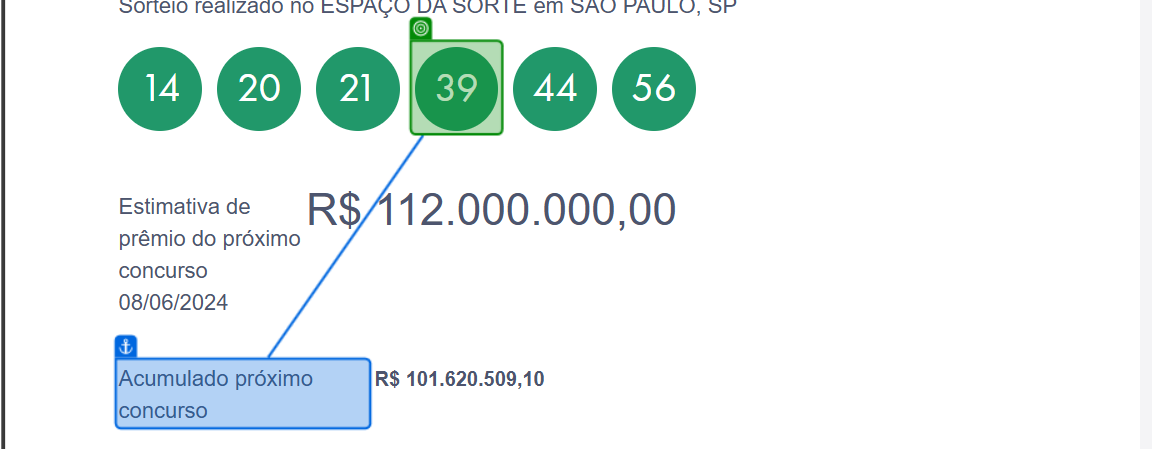 Sorteio realizado no ESPAÇO DA SORTE em SÃO PAULO, SP
14 20 21 39 44 56
Estimativa de
prêmio do próximo
concurso
08/06/2024
R$ 112.000.000,00
Acumulado próximo
concurso
R$ 101.620.509,10